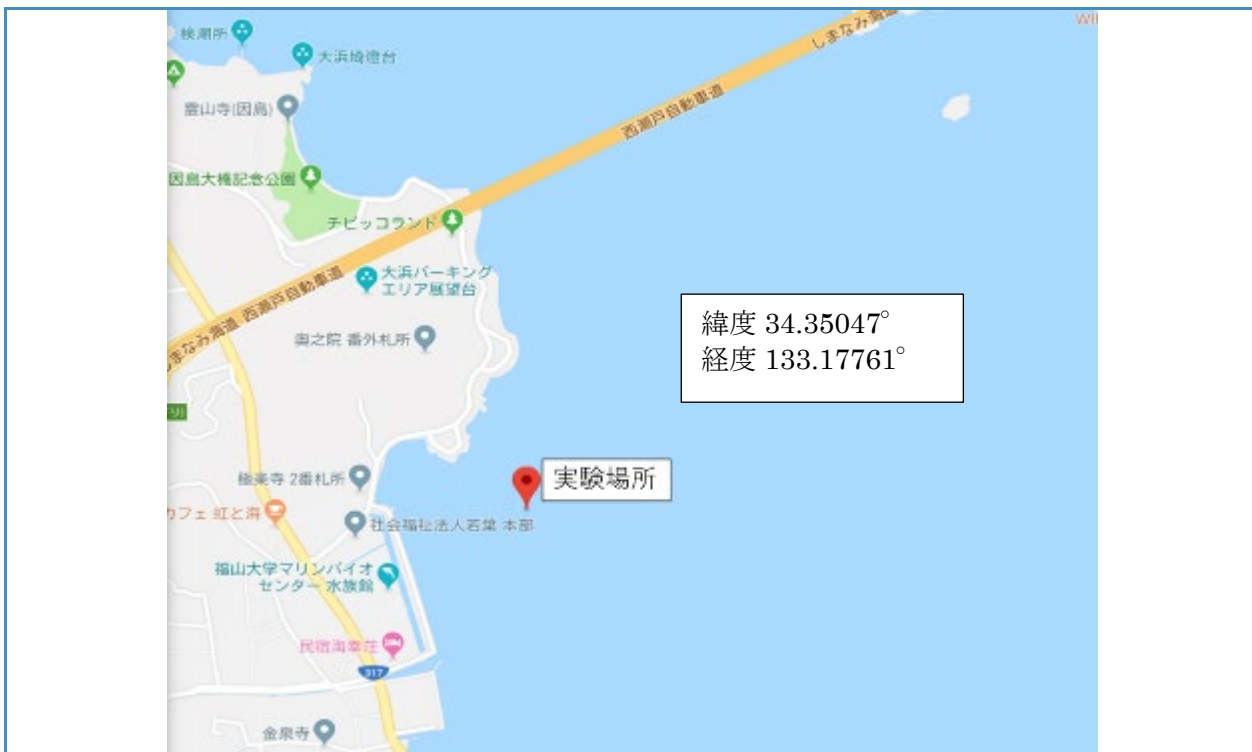 検潮所
大浜埼燈台
しまなみ海道
霊山寺(因島)
西瀬戸自動車道
因島大橋記念公園
チビッコランド
大浜パーキング
エリア展望台
しまなみ海道 西瀬戸自動車道
奥之院 番外札所
緯度 34.35047°
経度 133.17761°
極楽寺 2番札所
実験場所
カフェ 虹と海
社会福祉法人若葉 本部
福山大学マリンバイオ
センター 水族館
民宿海幸荘
317
金泉寺